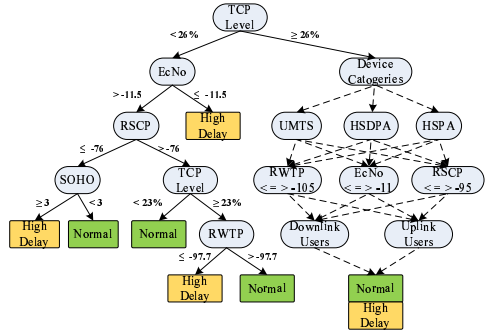 TCP
Level
< 26%
≥ 26%
EcNo
Device
Catogeries
> -11.5
≤ -11.5
RSCP
High
Delay
UMTS
HSDPA
HSPA
≤ -76
> -76
SOHO
TCP
Level
RWTP
< = > -105
EcNo
< = > -11
RSCP
< = > -95
≥ 3
< 3
< 23%
≥ 23%
High
Delay
Normal
Normal
RWTP
Downlink
Users
Uplink
Users
≤ -97.7
> -97.7
High
Delay
Normal
Normal
High
Delay